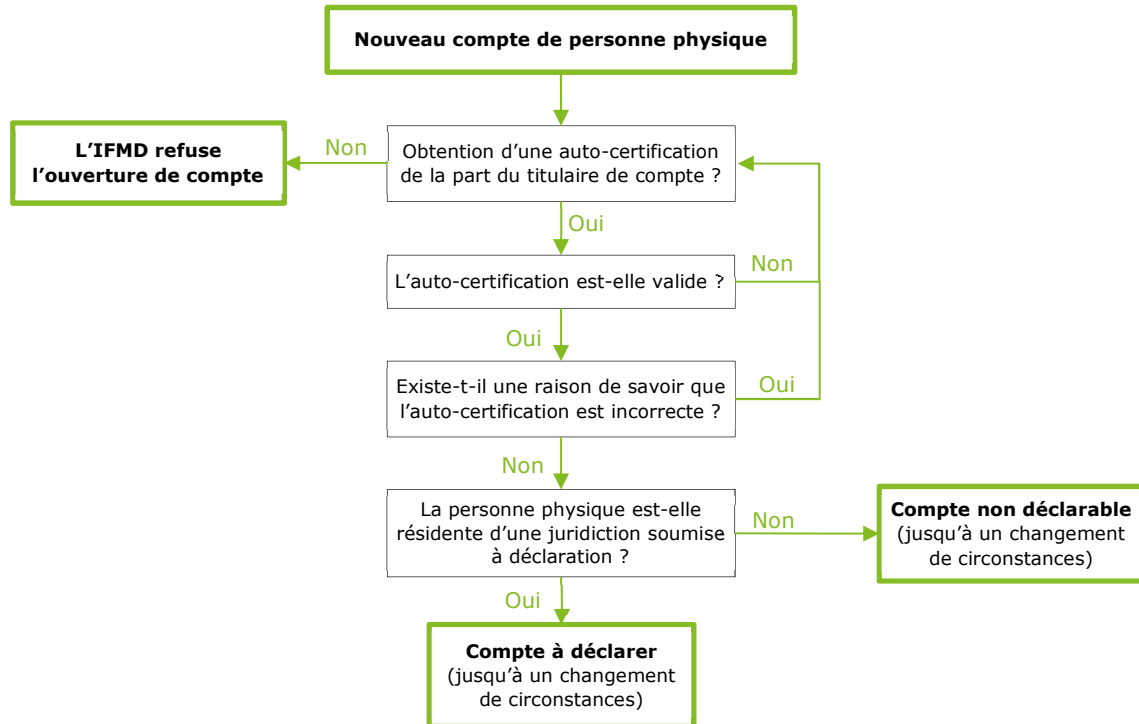 Nouveau compte de personne physique
L'IFMD refuse
l'ouverture de compte
Non
Obtention d'une auto-certification
de la part du titulaire de compte ?
Oui
L'auto-certification est-elle valide ?
Non
Oui
Existe-t-il une raison de savoir que
l'auto-certification est incorrecte ?
Oui
Non
La personne physique est-elle
résidente d'une juridiction soumise
à déclaration ?
Non
Compte non déclarable
(jusqu'à un changement
de circonstances)
Oui
Compte à déclarer
(jusqu'à un changement
de circonstances)